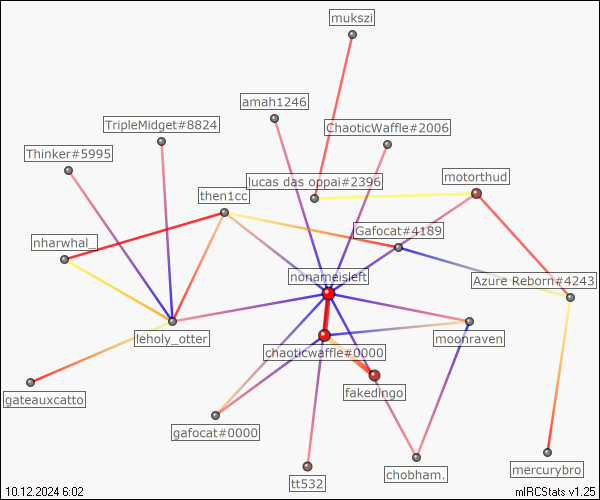 mukszi
amah1246
TripleMidget#8824
ChaoticWaffle#2006
Thinker#5995
motorthud
lucas das oppai#2396
then1cc
Gafocat#4189
nharwhal_
nonameisleft
Azure Reborn#4243
leholy_otter
moonraven
chaoticwaffle#0000
fakedingo
gateauxcatto
gafocat#0000
mercurybro
chobham.
tt532
10.12.2024 6:02
mIRCStats v1.25